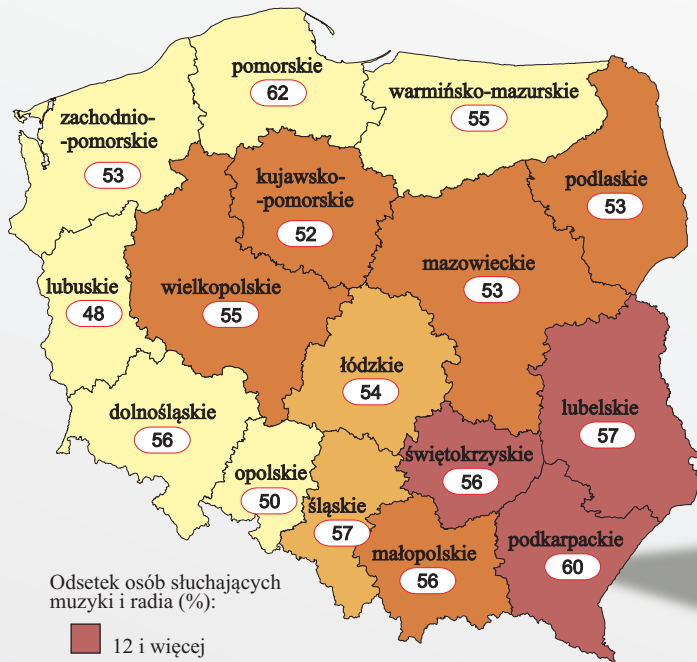 pomorskie
62
warmińsko-mazurskie
55
zachodnio-
-pomorskie
53
kujawsko-
-pomorskie
52
podlaskie
53
lubuskie
48
wielkopolskie
55
mazowieckie
53
łódzkie
54
dolnośląskie
56
lubelskie
57
opolskie
50
świętokrzyskie
56
śląskie
57
małopolskie
56
podkarpackie
60
Odsetek osób słuchających
muzyki i radia (%):
12 i więcej